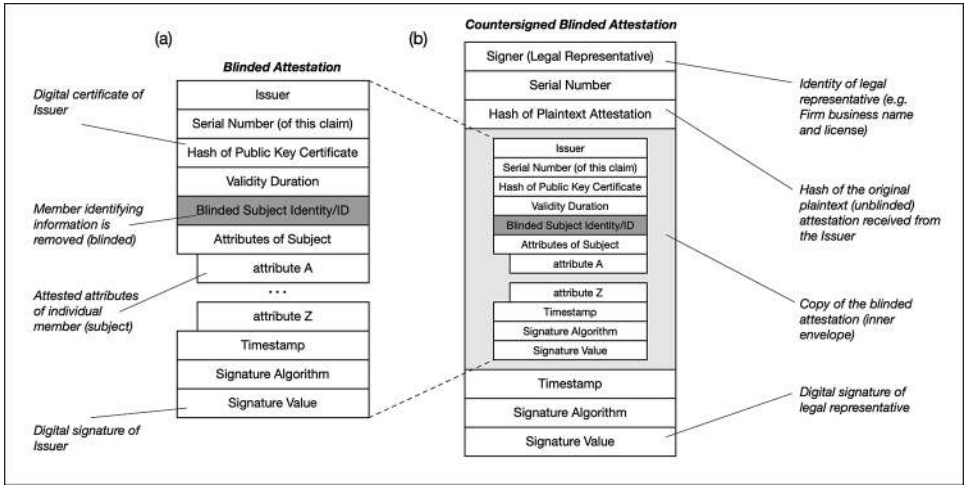 (a)
Blinded Attestation
Digital certificate of
Issuer
Member identifying
information is
removed (blinded)
Attested attributes
of individual
member (subject)
Digital signature of
Issuer
Issuer
Serial Number (of this claim)
Hash of Public Key Certificate
Validity Duration
Blinded Subject Identity/ID
Attributes of Subject
attribute A
...
attribute Z
Timestamp
Signature Algorithm
Signature Value
(b)
Countersigned Blinded Attestation
Signer (Legal Representative)
Serial Number
Hash of Plaintext Attestation
Issuer
Serial Number (of this claim)
Hash of Public Key Certificate
Validity Duration
Blinded Subject Identity/ID
Attributes of Subject
attribute A
attribute Z
Timestamp
Signature Algorithm
Signature Value
Timestamp
Signature Algorithm
Signature Value
Identity of legal
representative (e.g.
Firm business name
and license)
Hash of the original
plaintext (unblinded)
attestation received from
the Issuer
Copy of the blinded
attestation (inner
envelope)
Digital signature of
legal representative